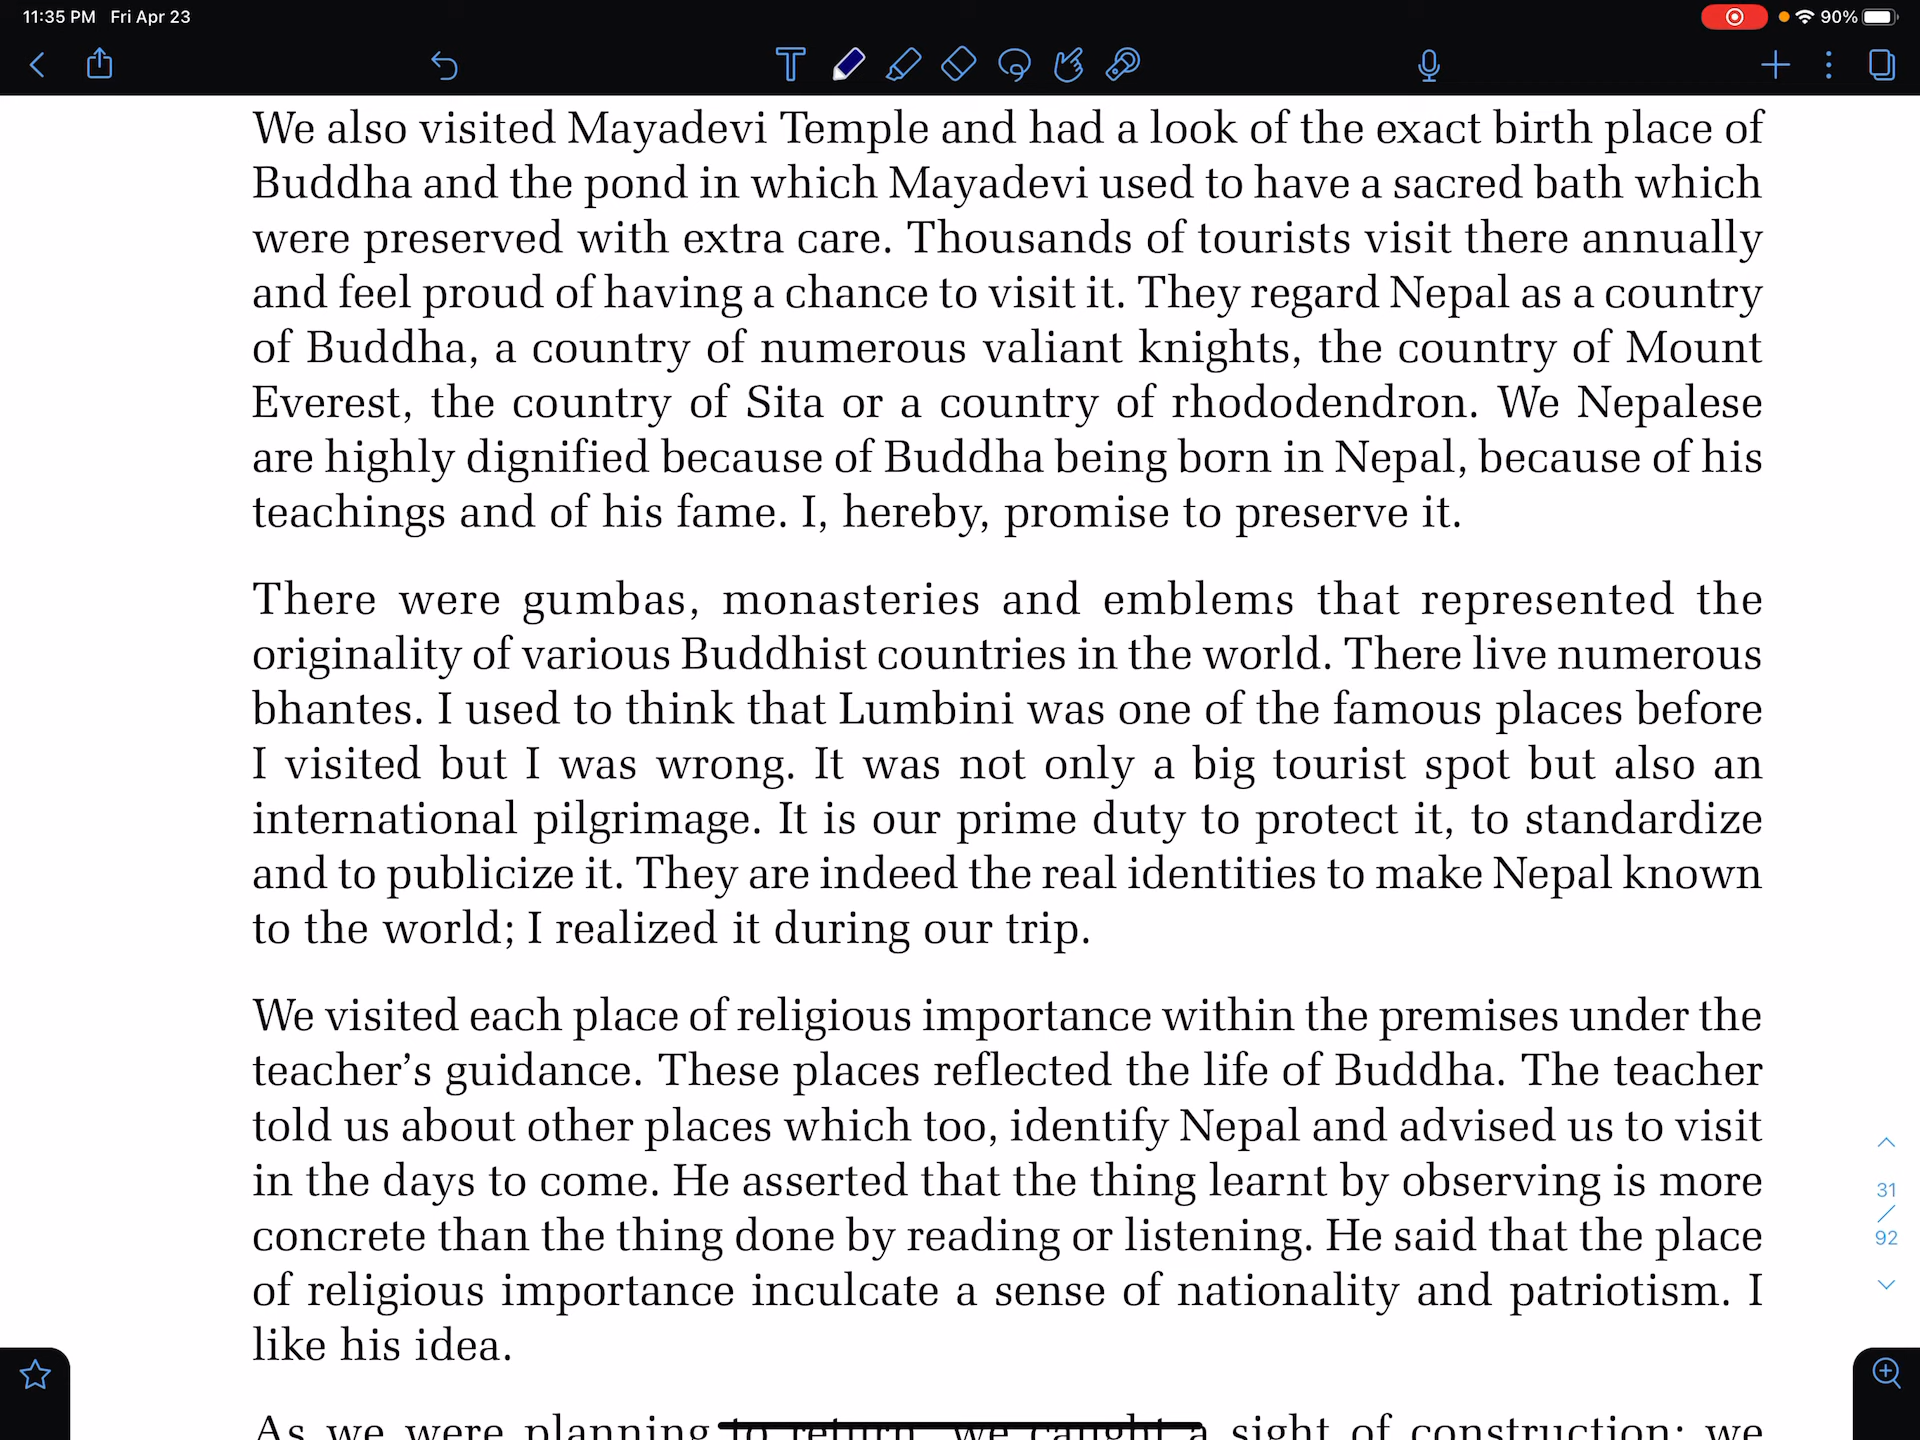 11:35 PM Fri Apr 23
90%
We also visited Mayadevi Temple and had a look of the exact birth place of
Buddha and the pond in which Mayadevi used to have a sacred bath which
were preserved with extra care. Thousands of tourists visit there annually
and feel proud of having a chance to visit it. They regard Nepal as a country
of Buddha, a country of numerous valiant knights, the country of Mount
Everest, the country of Sita or a country of rhododendron. We Nepalese
are highly dignified because of Buddha being born in Nepal, because of his
teachings and of his fame. I, hereby, promise to preserve it.
There were gumbas, monasteries and emblems that represented the
originality of various Buddhist countries in the world. There live numerous
bhantes. I used to think that Lumbini was one of the famous places before
I visited but I was wrong. It was not only a big tourist spot but also an
international pilgrimage. It is our prime duty to protect it, to standardize
and to publicize it. They are indeed the real identities to make Nepal known
to the world; I realized it during our trip.
We visited each place of religious importance within the premises under the
teacher's guidance. These places reflected the life of Buddha. The teacher
told us about other places which too, identify Nepal and advised us to visit
in the days to come. He asserted that the thing learnt by observing is more
concrete than the thing done by reading or listening. He said that the place
of religious importance inculcate a sense of nationality and patriotism. I
like his idea.
As we were planning to return, we caught a sight of construction; we
31
/
92